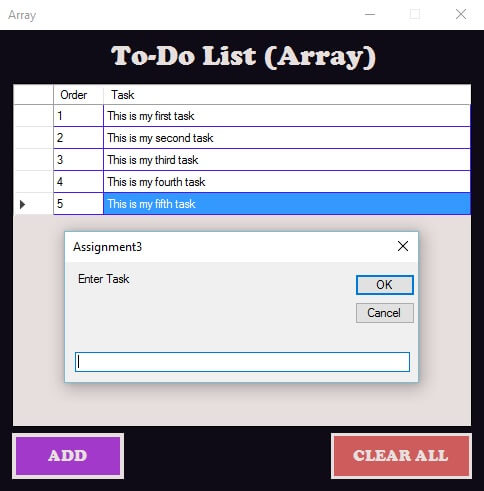 Array
To-Do List (Array)
Order Task
1 This is my first task
2 This is my second task
3 This is my third task
4 This is my fourth task
5 This is my fifth task
Assignment3
Enter Task
OK
Cancel
ADD CLEAR ALL